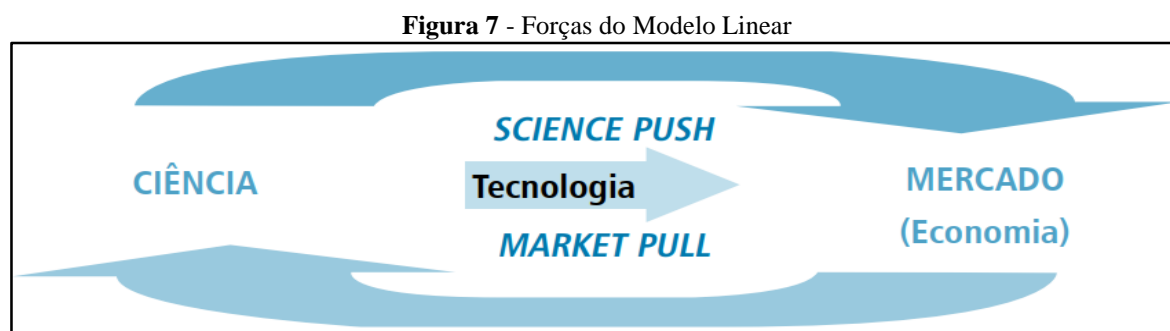 Figura 7 - Forças do Modelo Linear
SCIENCE PUSH
CIÊNCIA
Tecnologia
MERCADO
(Economia)
MARKET PULL